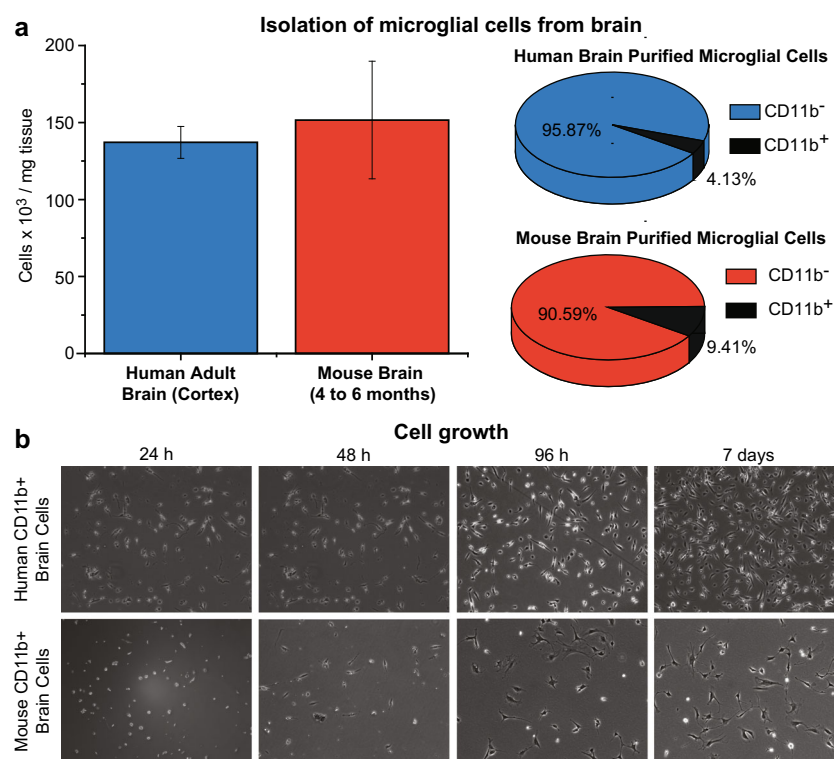 a
Isolation of microglial cells from brain
200
150
100
50
0
Cells x 10³ / mg tissue
Human Adult
Brain (Cortex)
Mouse Brain
(4 to 6 months)
Human Brain Purified Microglial Cells
95.87%
4.13%
CD11b⁻
CD11b⁺
Mouse Brain Purified Microglial Cells
90.59%
9.41%
CD11b⁻
CD11b⁺
b
Cell growth
24 h
48 h
96 h
7 days
Human CD11b+
Brain Cells
Mouse CD11b+
Brain Cells